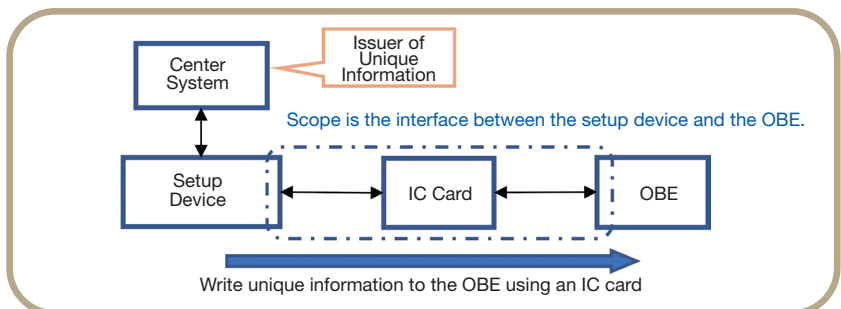 Issuer of
Unique
Information
Center
System
Scope is the interface between the setup device and the OBE.
Setup
Device
IC Card
OBE
Write unique information to the OBE using an IC card